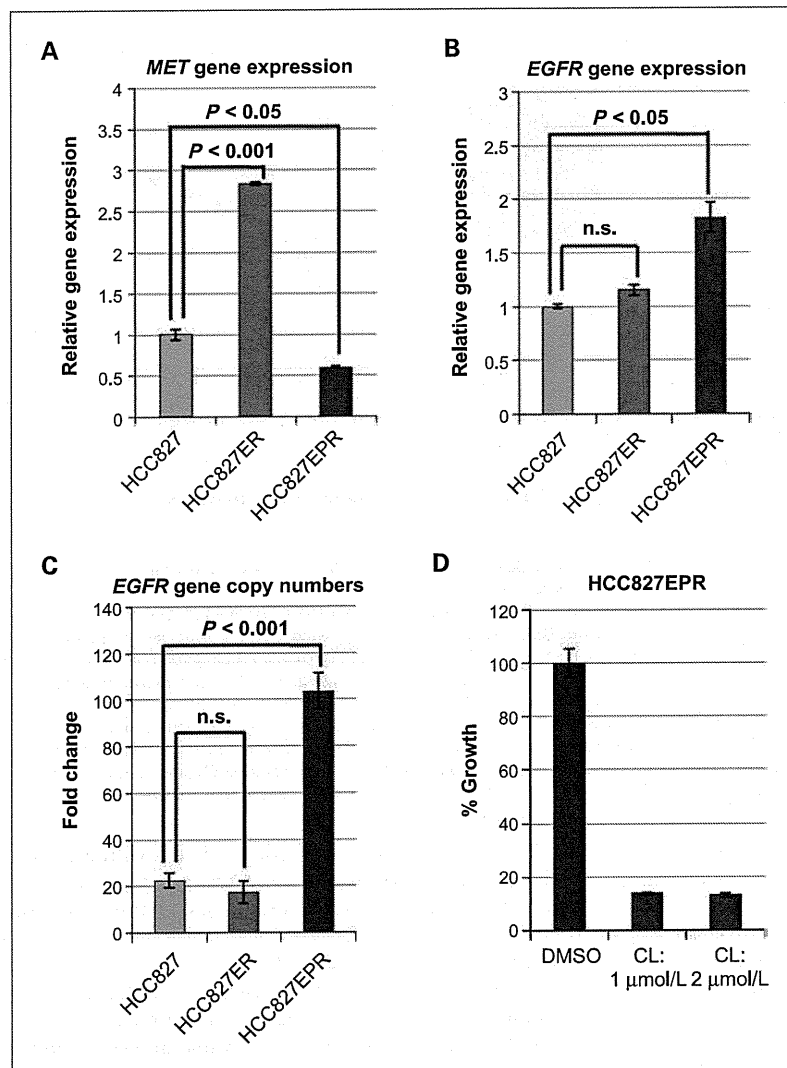 A
MET gene expression
P < 0.05
P < 0.001
Relative gene expression
4
3.5
3
2.5
2
1.5
1
0.5
0
HCC827
HCC827ER
HCC827EPR
B
EGFR gene expression
P < 0.05
n.s.
Relative gene expression
3
2.5
2
1.5
1
0.5
0
HCC827
HCC827ER
HCC827EPR
C
EGFR gene copy numbers
P < 0.001
n.s.
Fold change
140
120
100
80
60
40
20
0
HCC827
HCC827ER
HCC827EPR
D
HCC827EPR
% Growth
120
100
80
60
40
20
0
DMSO
CL:
1 μmol/L
CL:
2 μmol/L